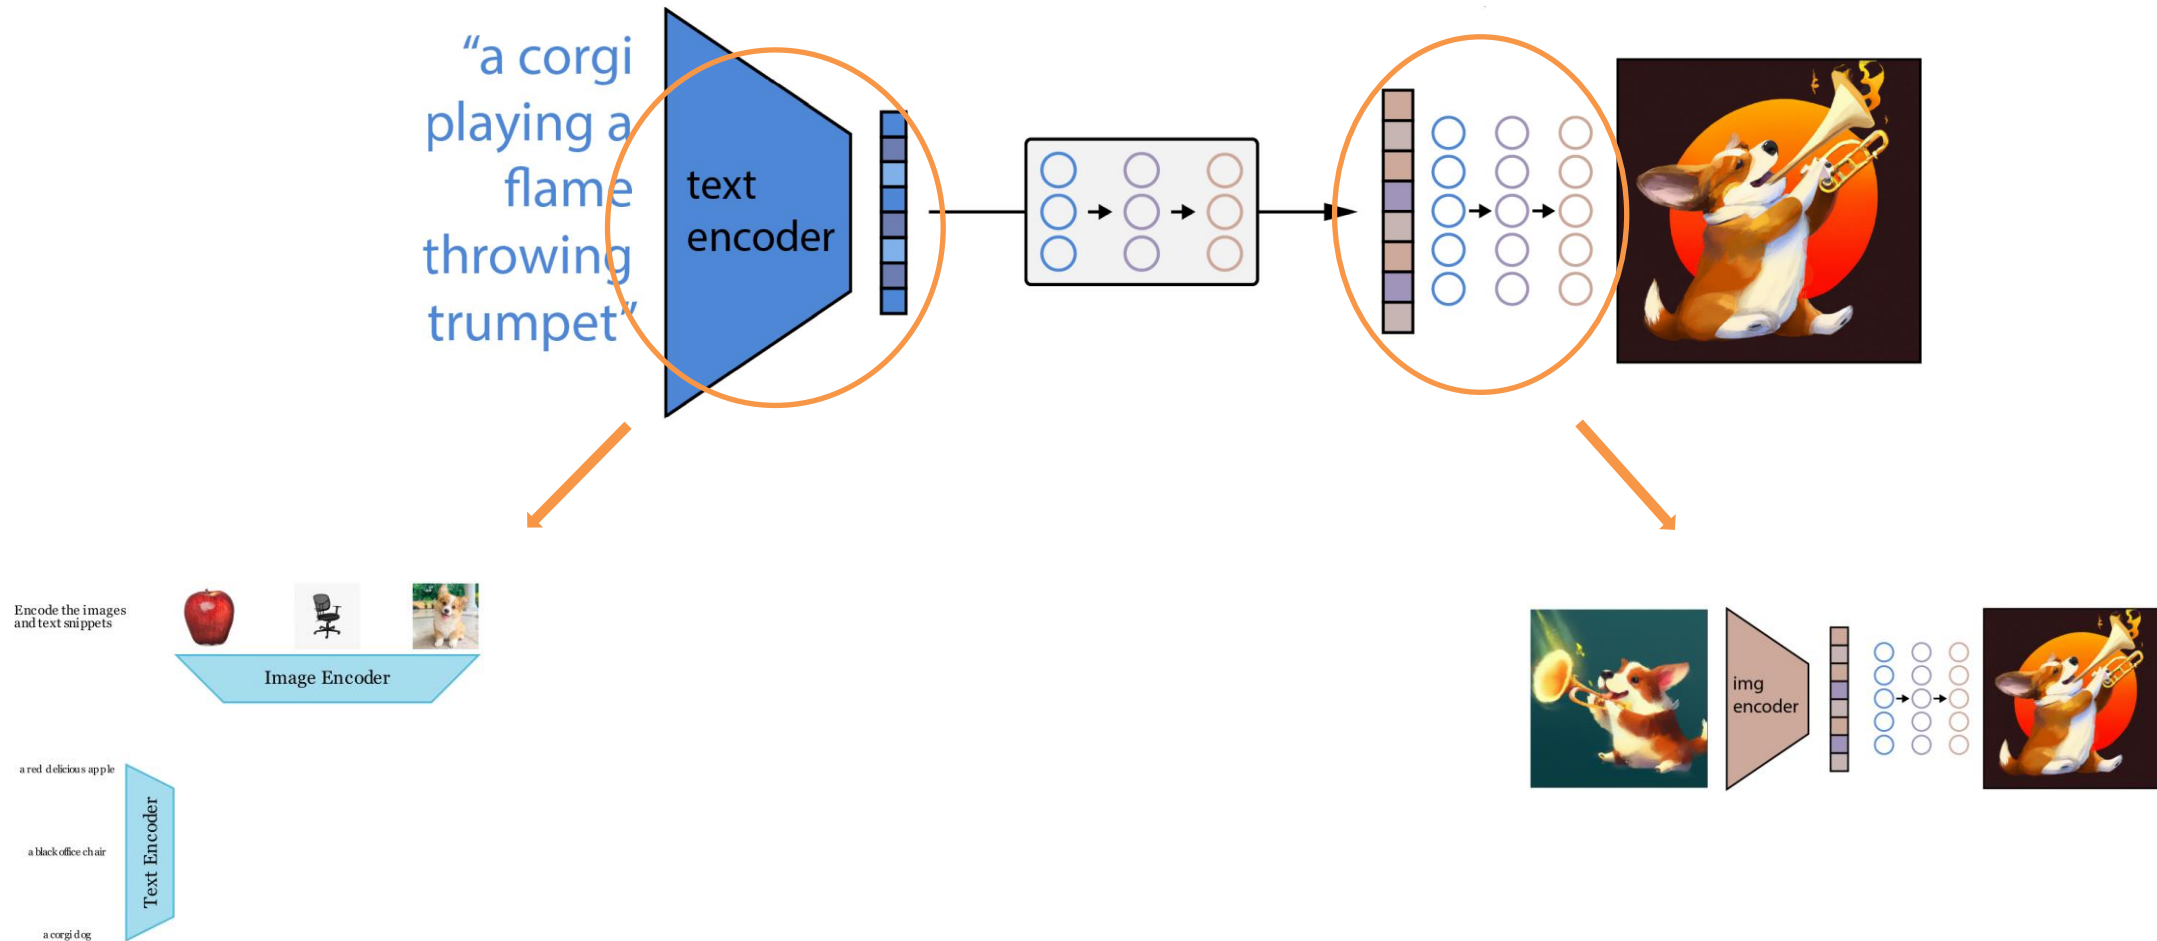 “a corgi
playing a
flame
throwing
trumpet”
text
encoder
Encode the images
and text snippets
Image Encoder
a red delicious apple
Text Encoder
a black office chair
a corgi dog
img
encoder